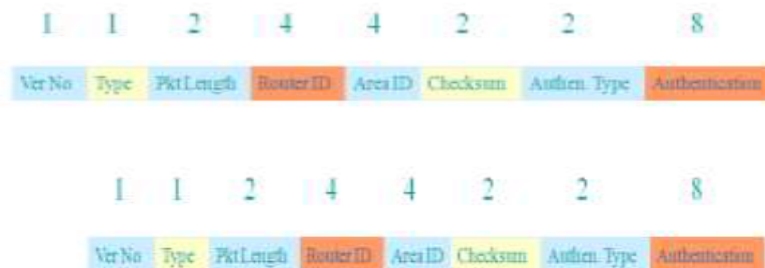 1 1 2 4 4 2 2 8
Ver No Type Pkt Length Router ID Area ID Checksum Authen. Type Authentication
1 1 2 4 4 2 2 8
Ver No Type Pkt Length Router ID Area ID Checksum Authen. Type Authentication